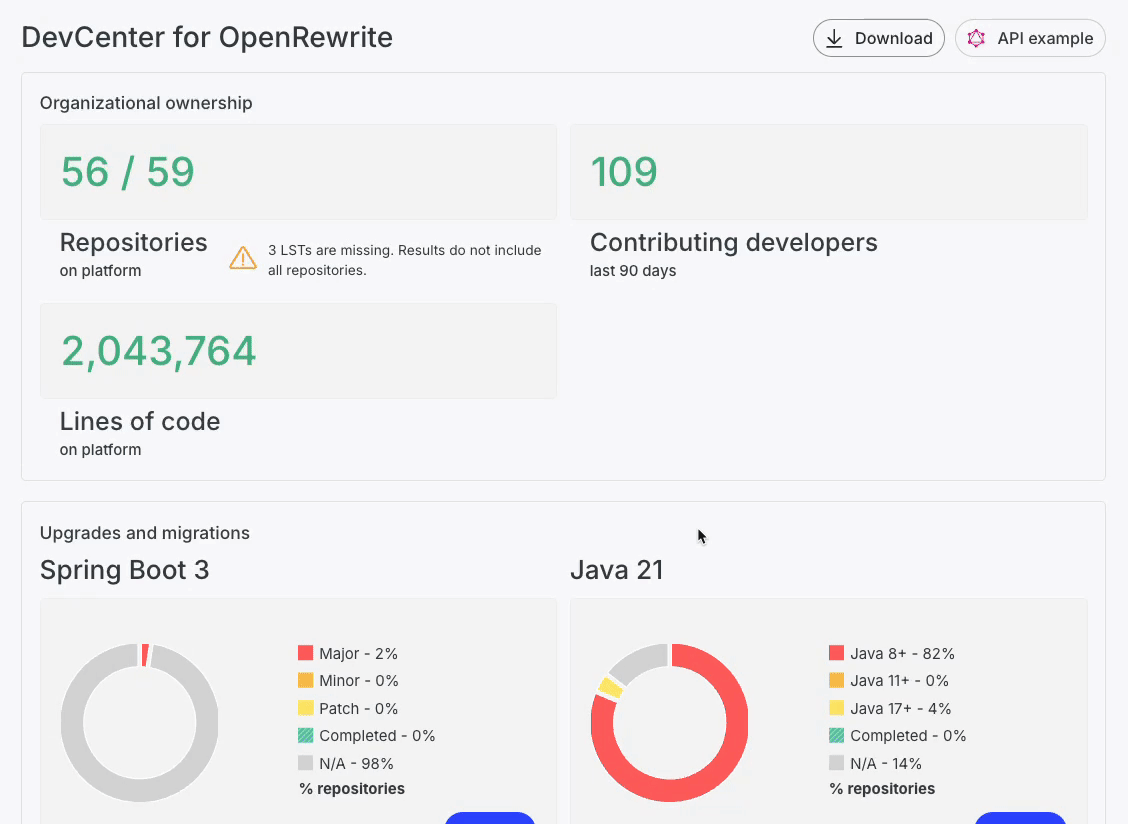 DevCenter for OpenRewrite
Download
API example
Organizational ownership
56 / 59
109
Repositories
on platform
3 LSTs are missing. Results do not include
all repositories.
Contributing developers
last 90 days
2,043,764
Lines of code
on platform
Upgrades and migrations
Spring Boot 3
Java 21
Major - 2%
Minor - 0%
Patch - 0%
Completed - 0%
N/A - 98%
% repositories
Java 8+ - 82%
Java 11+ - 0%
Java 17+ - 4%
Completed - 0%
N/A - 14%
% repositories